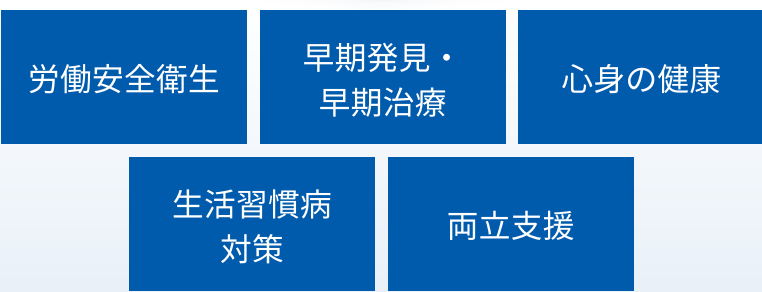 労働安全衛生
早期発見・
早期治療
心身の健康
生活習慣病
対策
両立支援